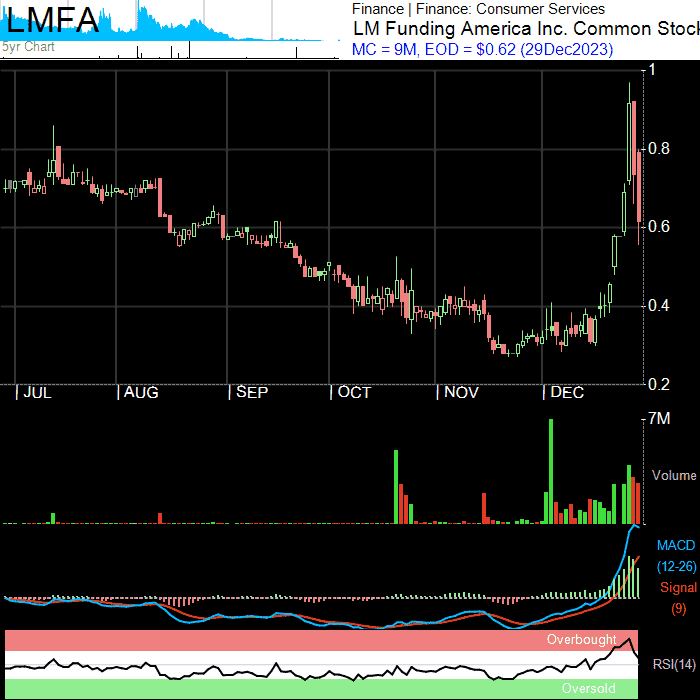 LMFA
5yr Chart
Finance | Finance: Consumer Services
LM Funding America Inc. Common Stock
MC = 9M, EOD = $0.62 (29Dec2023)
1
0.8
0.6
0.4
0.2
JUL AUG SEP OCT NOV DEC
7M
Volume
MACD
(12-26)
Signal
(9)
Overbought
RSI(14)
Oversold